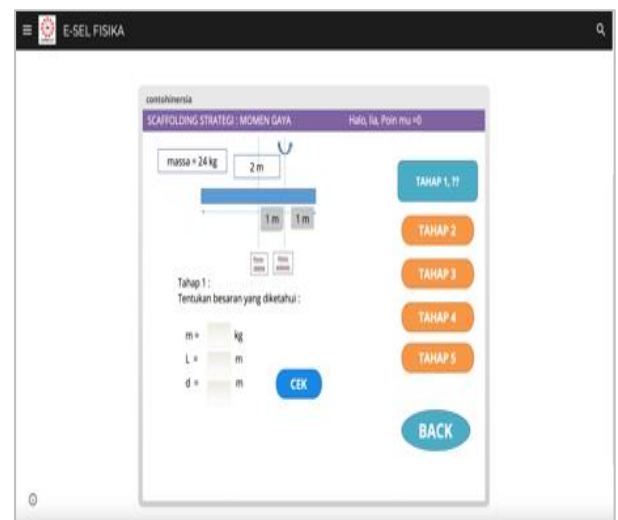 E-SEL FISIKA
contohinersia
SCAFFOLDING STRATEGI : MOMEN GAYA
Halo, lia, Poin mu =0
massa = 24 kg
2 m
TAHAP 1, ??
1 m
1 m
TAHAP 2
TAHAP 3
Tahap 1 :
Tentukan besaran yang diketahui :
TAHAP 4
m = kg
L = m
TAHAP 5
d = m
CEK
BACK